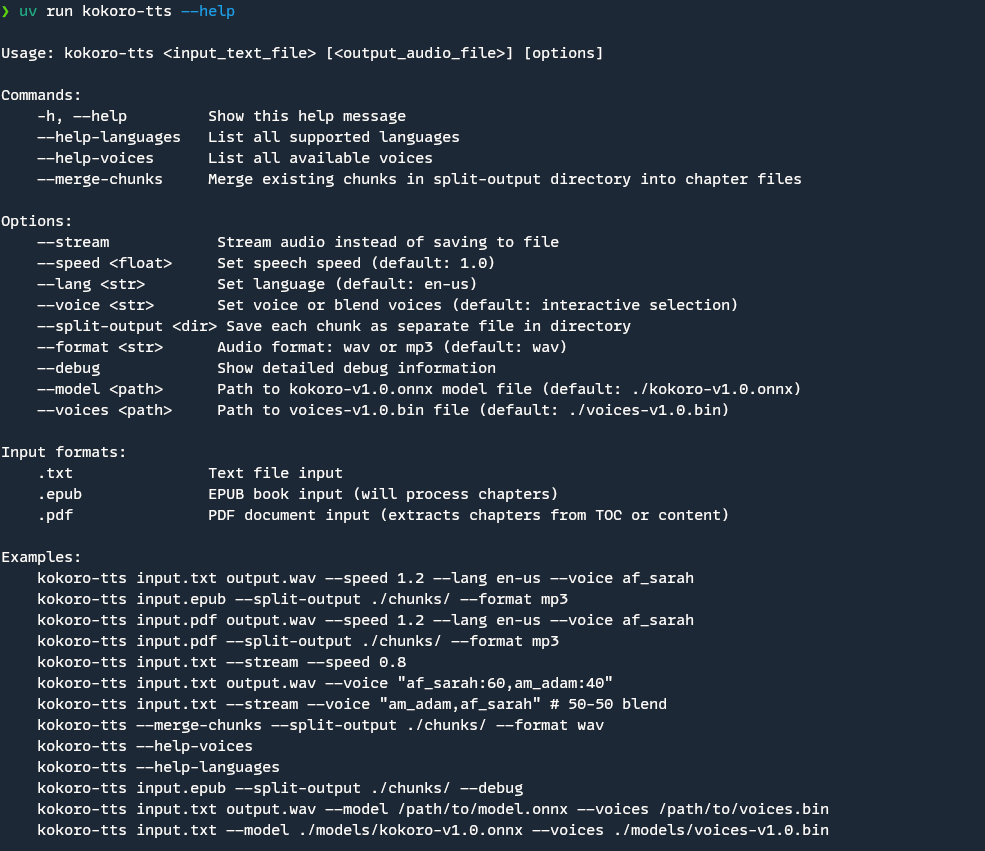 ❯ uv run kokoro-tts --help

Usage: kokoro-tts <input_text_file> [<output_audio_file>] [options]

Commands:
    -h, --help         Show this help message
    --help-languages   List all supported languages
    --help-voices      List all available voices
    --merge-chunks     Merge existing chunks in split-output directory into chapter files

Options:
    --stream            Stream audio instead of saving to file
    --speed <float>     Set speech speed (default: 1.0)
    --lang <str>        Set language (default: en-us)
    --voice <str>       Set voice or blend voices (default: interactive selection)
    --split-output <dir> Save each chunk as separate file in directory
    --format <str>      Audio format: wav or mp3 (default: wav)
    --debug             Show detailed debug information
    --model <path>      Path to kokoro-v1.0.onnx model file (default: ./kokoro-v1.0.onnx)
    --voices <path>     Path to voices-v1.0.bin file (default: ./voices-v1.0.bin)

Input formats:
    .txt               Text file input
    .epub              EPUB book input (will process chapters)
    .pdf               PDF document input (extracts chapters from TOC or content)

Examples:
    kokoro-tts input.txt output.wav --speed 1.2 --lang en-us --voice af_sarah
    kokoro-tts input.epub --split-output ./chunks/ --format mp3
    kokoro-tts input.pdf output.wav --speed 1.2 --lang en-us --voice af_sarah
    kokoro-tts input.pdf --split-output ./chunks/ --format mp3
    kokoro-tts input.txt --stream --speed 0.8
    kokoro-tts input.txt output.wav --voice "af_sarah:60,am_adam:40"
    kokoro-tts input.txt --stream --voice "am_adam,af_sarah" # 50-50 blend
    kokoro-tts --merge-chunks --split-output ./chunks/ --format wav
    kokoro-tts --help-voices
    kokoro-tts --help-languages
    kokoro-tts input.epub --split-output ./chunks/ --debug
    kokoro-tts input.txt output.wav --model /path/to/model.onnx --voices /path/to/voices.bin
    kokoro-tts input.txt --model ./models/kokoro-v1.0.onnx --voices ./models/voices-v1.0.bin